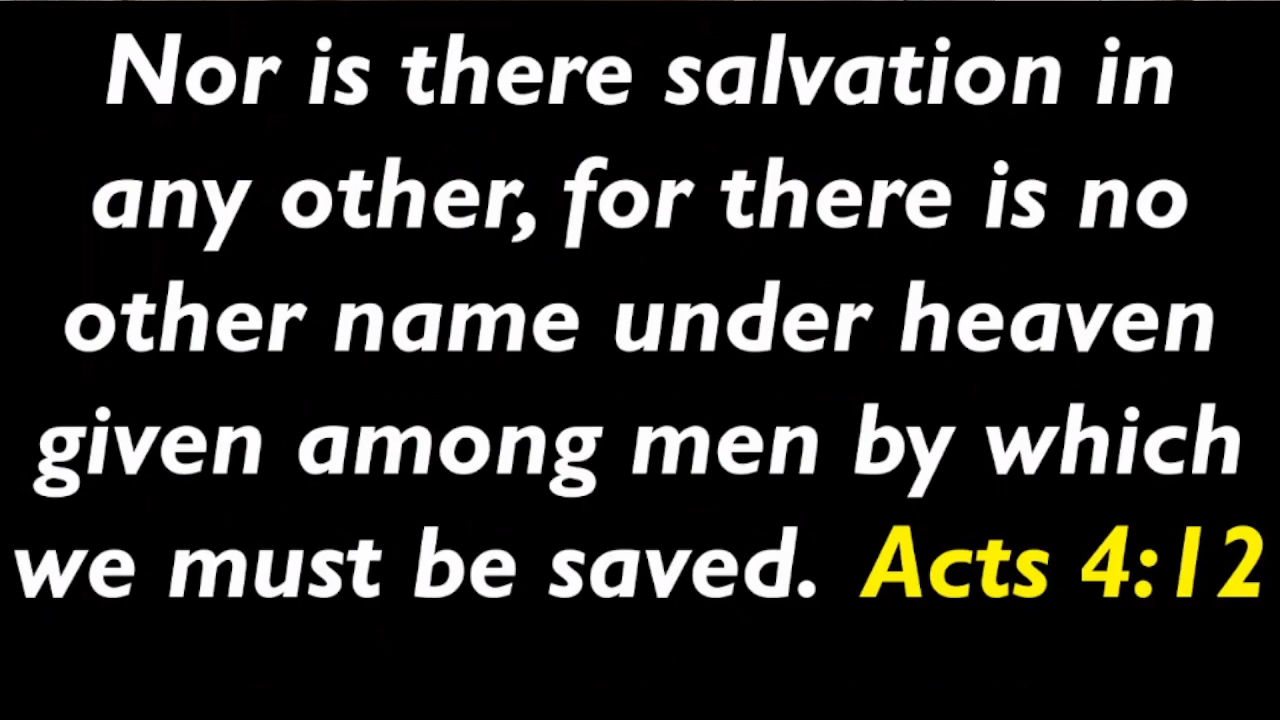 Nor is there salvation in
any other, for there is no
other name under heaven
given among men by which
we must be saved. Acts 4:12